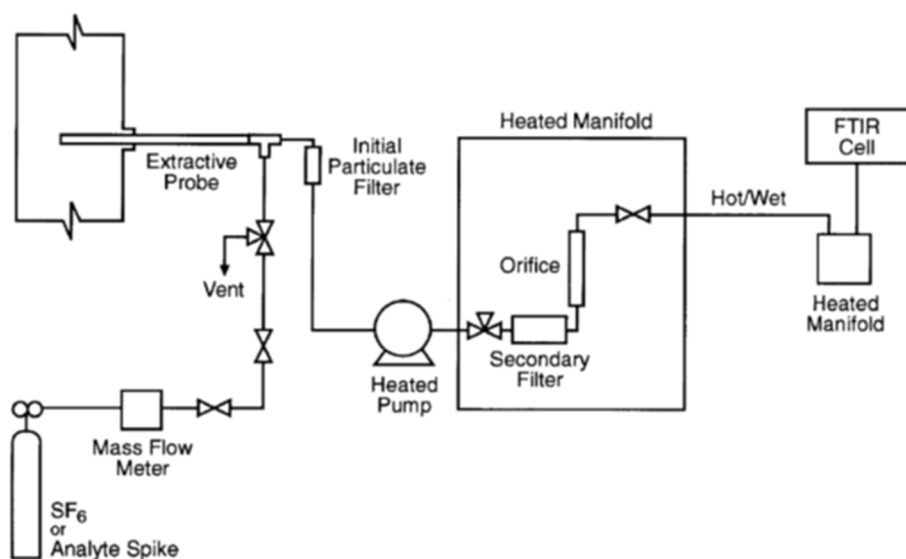 Extractive
Probe
Initial
Particulate
Filter
Vent
Heated
Pump
Mass Flow
Meter
SF6
or
Analyte Spike
Heated Manifold
Orifice
Secondary
Filter
Hot/Wet
FTIR
Cell
Heated
Manifold